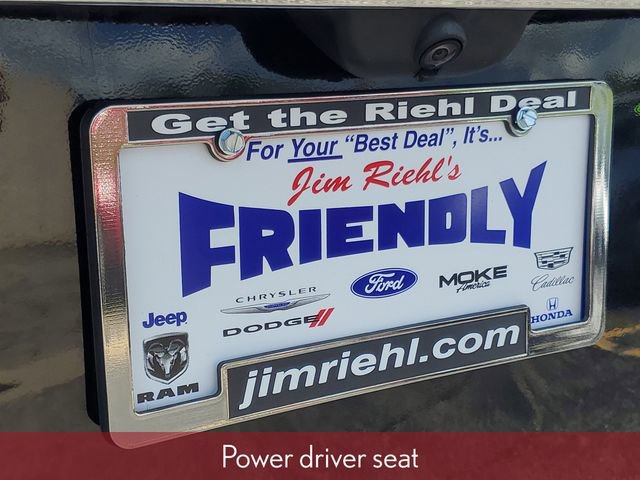 Get the Riehl Deal
For Your "Best Deal", It's...
Jim Riehl's
FRIENDLY
Jeep
RAM
CHRYSLER
DODGE
Ford
MOKE
America
Cadillac
HONDA
jimriehl.com
Power driver seat